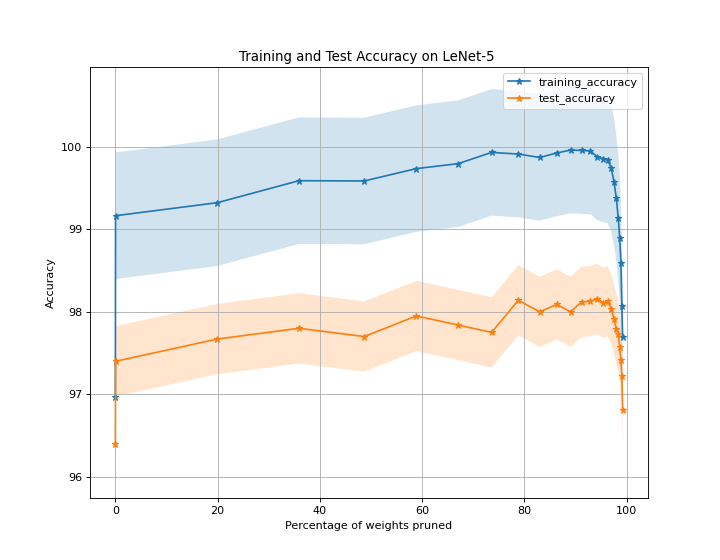 Training and Test Accuracy on LeNet-5
training_accuracy
test_accuracy
100
99
98
97
96
Accuracy
0 20 40 60 80 100
Percentage of weights pruned